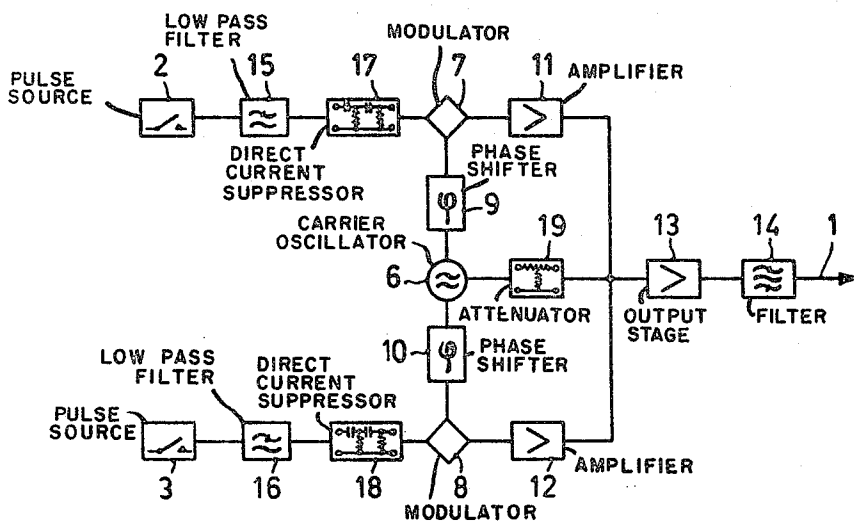 LOW PASS
FILTER
MODULATOR
PULSE
SOURCE
2
15
17
7
11
AMPLIFIER
DIRECT
CURRENT
SUPPRESSOR
PHASE
SHIFTER
φ
9
CARRIER
OSCILLATOR
6
19
ATTENUATOR
13
OUTPUT
STAGE
14
FILTER
1
10
φ
PHASE
SHIFTER
LOW PASS
FILTER
DIRECT
CURRENT
SUPPRESSOR
PULSE
SOURCE
3
16
18
8
12
AMPLIFIER
MODULATOR